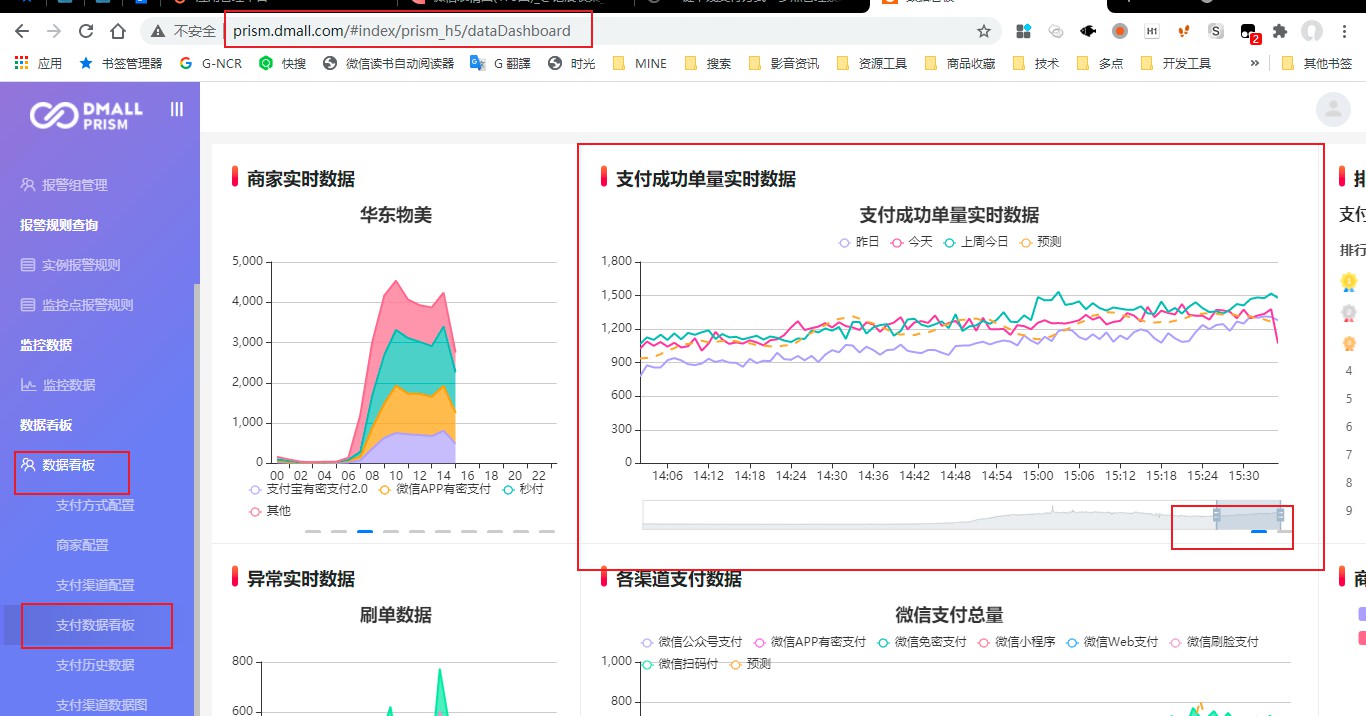 不安全 prism.dmall.com/#index/prism_h5/dataDashboard
H1 S 2
应用 书签管理器 G-NCR 快搜 微信读书自动阅读器 G 翻譯 时光 MINE 搜索 影音资讯 资源工具 商品收藏 技术 多点 开发工具 » 其他书签
DMALL
PRISM
报警组管理
报警规则查询
实例报警规则
监控点报警规则
监控数据
监控数据
数据看板
数据看板
支付方式配置
商家配置
支付渠道配置
支付数据看板
支付历史数据
支付渠道数据图
商家实时数据
华东物美
5,000
4,000
3,000
2,000
1,000
0
00 02 04 06 08 10 12 14 16 18 20 22
支付宝有密支付2.0 微信APP有密支付 秒付
其他
支付成功单量实时数据
支付成功单量实时数据
昨日 今天 上周今日 预测
1,800
1,500
1,200
900
600
300
0
14:06 14:12 14:18 14:24 14:30 14:36 14:42 14:48 14:54 15:00 15:06 15:12 15:18 15:24 15:30
支付
排行
4
5
6
7
8
9
异常实时数据
刷单数据
800
600
各渠道支付数据
微信支付总量
微信公众号支付 微信APP有密支付 微信免密支付 微信小程序 微信Web支付 微信刷脸支付
微信扫码付 预测
1,000
800
商